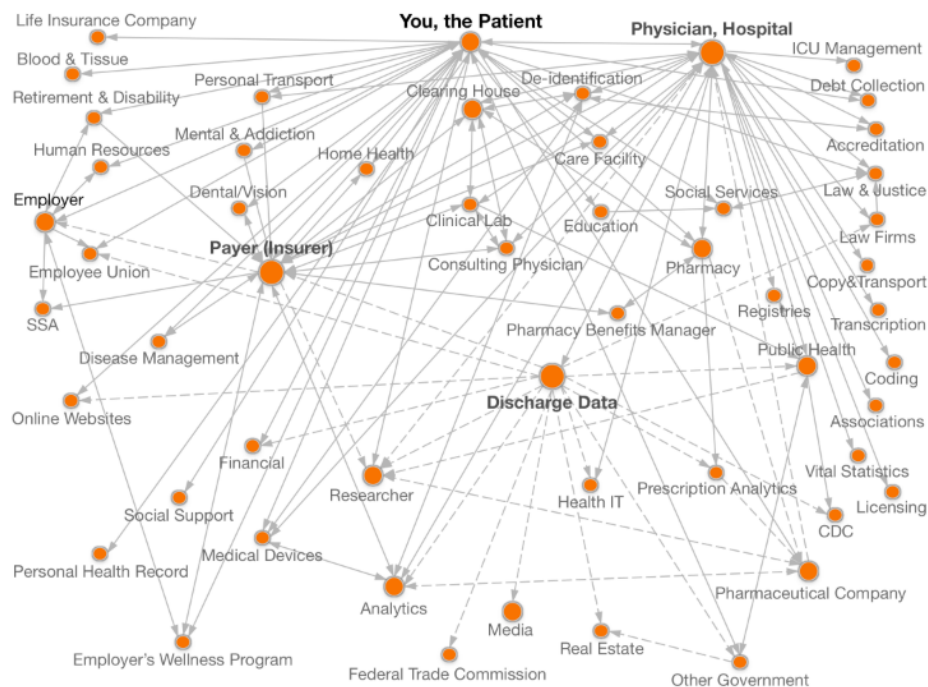 Life Insurance Company
You, the Patient
Physician, Hospital
ICU Management
Blood & Tissue
Personal Transport
De-identification
Debt Collection
Clearing House
Retirement & Disability
Mental & Addiction
Accreditation
Human Resources
Home Health
Care Facility
Dental/Vision
Social Services
Law & Justice
Employer
Clinical Lab
Education
Law Firms
Payer (Insurer)
Consulting Physician
Pharmacy
Employee Union
Copy&Transport
Registries
SSA
Pharmacy Benefits Manager
Transcription
Disease Management
Public Health
Coding
Online Websites
Discharge Data
Associations
Financial
Vital Statistics
Researcher
Health IT
Prescription Analytics
Licensing
Social Support
CDC
Medical Devices
Personal Health Record
Pharmaceutical Company
Analytics
Media
Real Estate
Employer's Wellness Program
Federal Trade Commission
Other Government